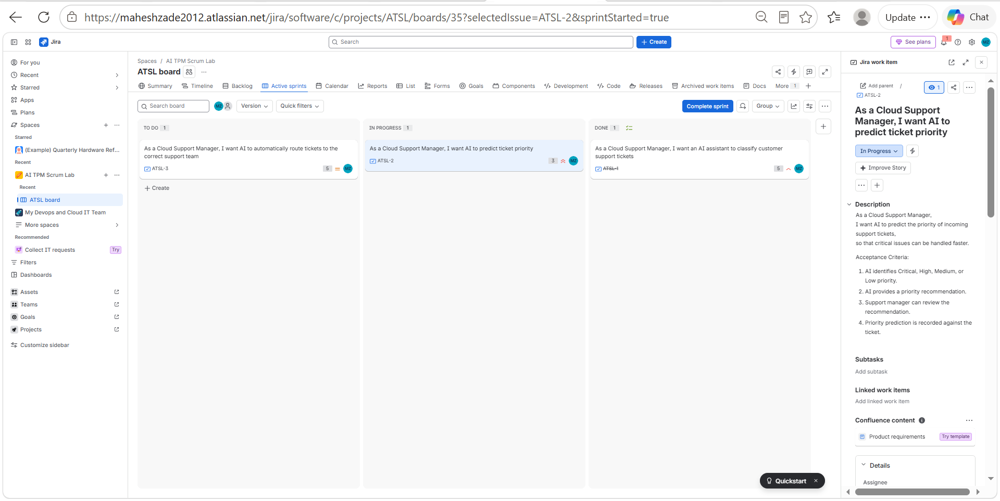 https://maheshzade2012.atlassian.net/jira/software/c/projects/ATSL/boards/35?selectedIssue=ATSL-2&sprintStarted=true
Update
Chat
Jira
Search
Create
See plans
1
MZ
For you
Recent
Starred
Apps
Plans
Spaces
Starred
(Example) Quarterly Hardware Ref...
Recent
AI TPM Scrum Lab
Recent
ATSL board
My Devops and Cloud IT Team
More spaces
Recommended
Collect IT requests
Try
Filters
Dashboards
Assets
Teams
Goals
Projects
Customize sidebar
Spaces / AI TPM Scrum Lab
ATSL board
Summary
Timeline
Backlog
Active sprints
Calendar
Reports
List
Forms
Goals
Components
Development
Code
Releases
Archived work items
Docs
More 1
Search board
MZ
Version
Quick filters
Complete sprint
Group
TO DO 1
As a Cloud Support Manager, I want AI to automatically route tickets to the
correct support team
ATSL-3
5
MZ
Create
IN PROGRESS 1
As a Cloud Support Manager, I want AI to predict ticket priority
ATSL-2
3
MZ
DONE 1
As a Cloud Support Manager, I want an AI assistant to classify customer
support tickets
ATSL-1
5
MZ
Quickstart
Jira work item
Add parent /
ATSL-2
1
As a Cloud Support
Manager, I want AI to
predict ticket priority
In Progress
Improve Story
Description
As a Cloud Support Manager,
I want AI to predict the priority of incoming
support tickets,
so that critical issues can be handled faster.
Acceptance Criteria:
1. AI identifies Critical, High, Medium, or
Low priority.
2. AI provides a priority recommendation.
3. Support manager can review the
recommendation.
4. Priority prediction is recorded against the
ticket.
Subtasks
Add subtask
Linked work items
Add linked work item
Confluence content
Product requirements
Try template
Details
Assignee